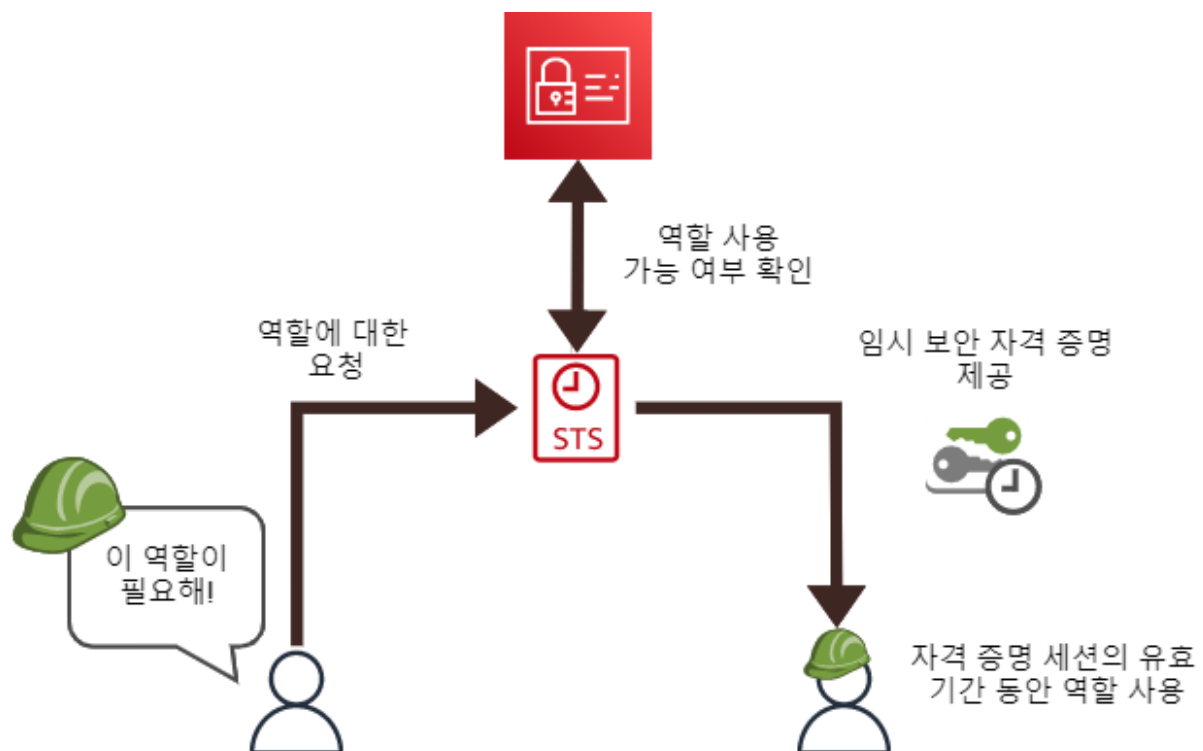 역할 사용
가능 여부 확인
역할에 대한
요청
임시 보안 자격 증명
제공
STS
이 역할이
필요해!
자격 증명 세션의 유효
기간 동안 역할 사용